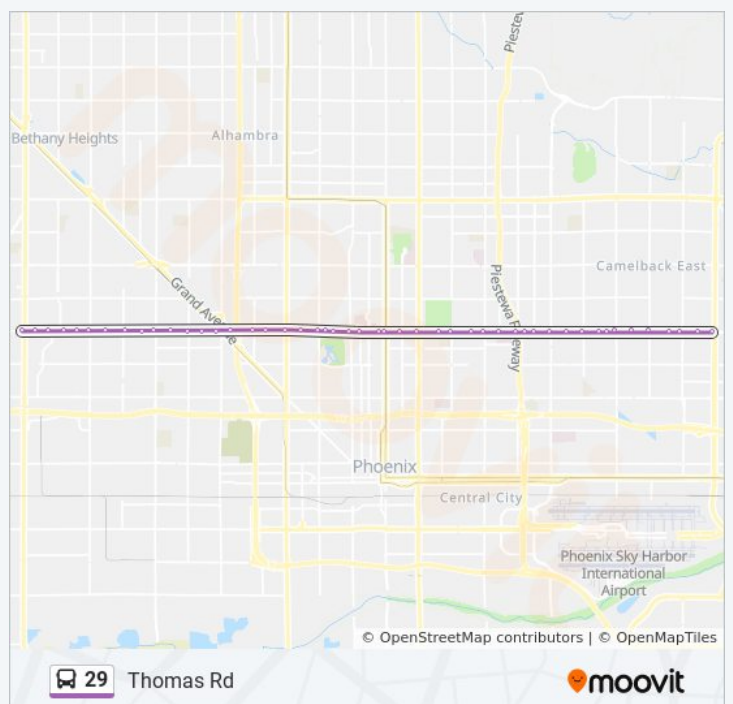 Piestew
Bethany Heights
Alhambra
Camelback East
Grand Avenue
Piestewa Freeway
Phoenix
Central City
Phoenix Sky Harbor
International
Airport
© OpenStreetMap contributors | © OpenMapTiles
29 Thomas Rd
moovit